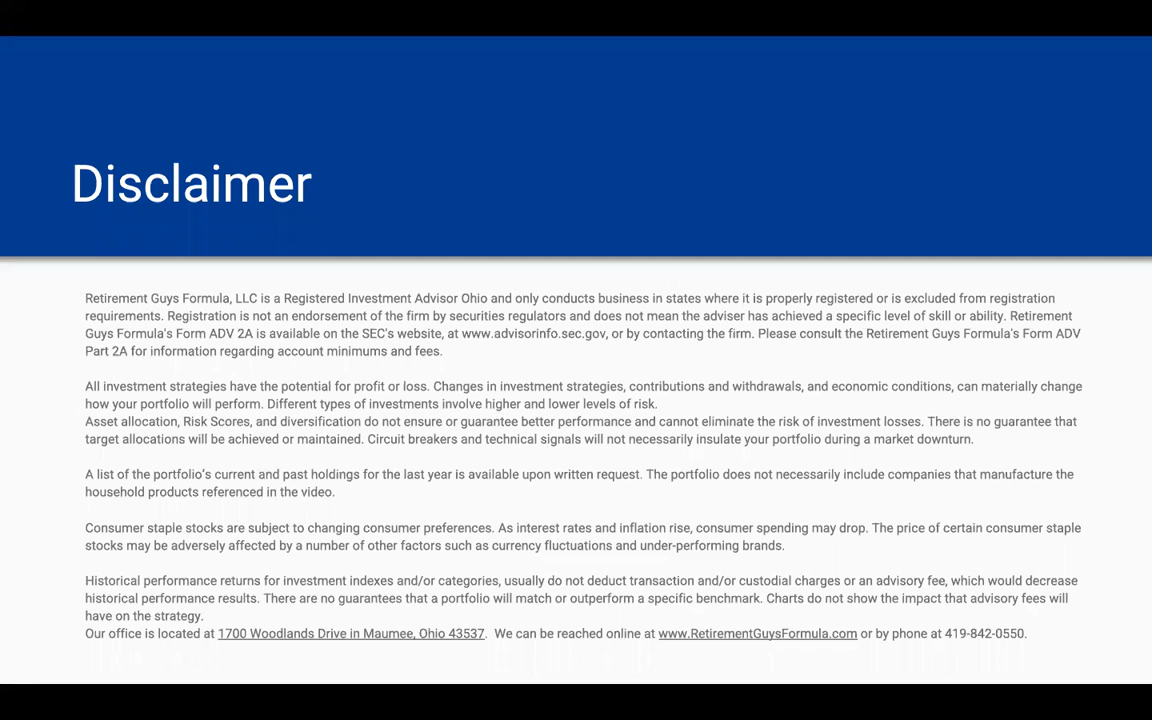 Disclaimer
Retirement Guys Formula, LLC is a Registered Investment Advisor Ohio and only conducts business in states where it is properly registered or is excluded from registration
requirements. Registration is not an endorsement of the firm by securities regulators and does not mean the adviser has achieved a specific level of skill or ability. Retirement
Guys Formula's Form ADV 2A is available on the SEC's website, at www.advisorinfo.sec.gov, or by contacting the firm. Please consult the Retirement Guys Formula's Form ADV
Part 2A for information regarding account minimums and fees.
All investment strategies have the potential for profit or loss. Changes in investment strategies, contributions and withdrawals, and economic conditions, can materially change
how your portfolio will perform. Different types of investments involve higher and lower levels of risk.
Asset allocation, Risk Scores, and diversification do not ensure or guarantee better performance and cannot eliminate the risk of investment losses. There is no guarantee that
target allocations will be achieved or maintained. Circuit breakers and technical signals will not necessarily insulate your portfolio during a market downturn.
A list of the portfolio's current and past holdings for the last year is available upon written request. The portfolio does not necessarily include companies that manufacture the
household products referenced in the video.
Consumer staple stocks are subject to changing consumer preferences. As interest rates and inflation rise, consumer spending may drop. The price of certain consumer staple
stocks may be adversely affected by a number of other factors such as currency fluctuations and under-performing brands.
Historical performance returns for investment indexes and/or categories, usually do not deduct transaction and/or custodial charges or an advisory fee, which would decrease
historical performance results. There are no guarantees that a portfolio will match or outperform a specific benchmark. Charts do not show the impact that advisory fees will
have on the strategy.
Our office is located at 1700 Woodlands Drive in Maumee, Ohio 43537. We can be reached online at www.RetirementGuysFormula.com or by phone at 419-842-0550.